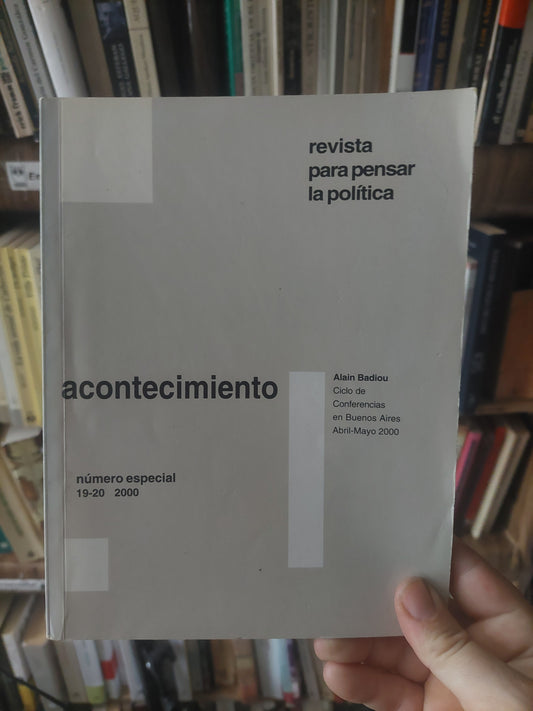 revista
para pensar
la política
acontecimiento
Alain Badiou
Ciclo de
Conferencias
en Buenos Aires
Abril-Mayo 2000
número especial
19-20 2000